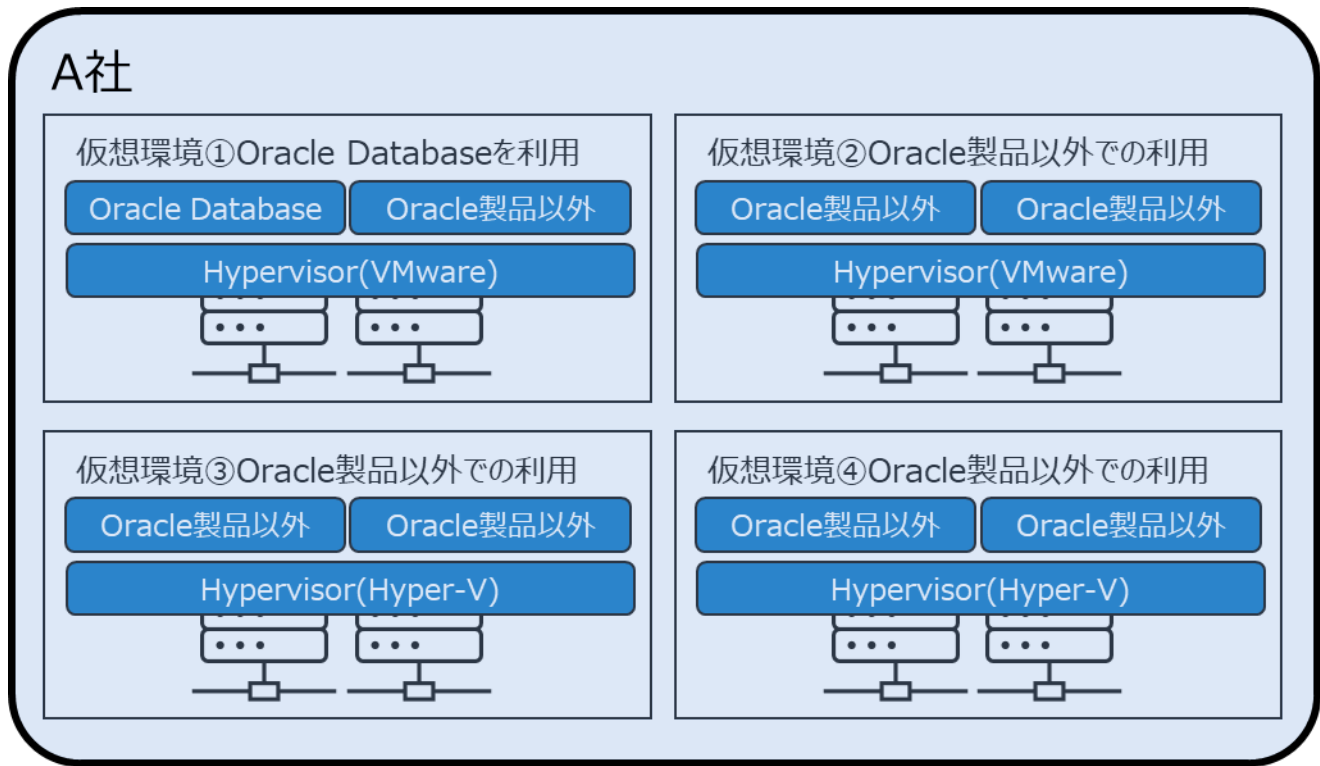 A社
仮想環境①Oracle Databaseを利用
Oracle Database
Oracle製品以外
Hypervisor(VMware)
仮想環境②Oracle製品以外での利用
Oracle製品以外
Oracle製品以外
Hypervisor(VMware)
仮想環境③Oracle製品以外での利用
Oracle製品以外
Oracle製品以外
Hypervisor(Hyper-V)
仮想環境④Oracle製品以外での利用
Oracle製品以外
Oracle製品以外
Hypervisor(Hyper-V)